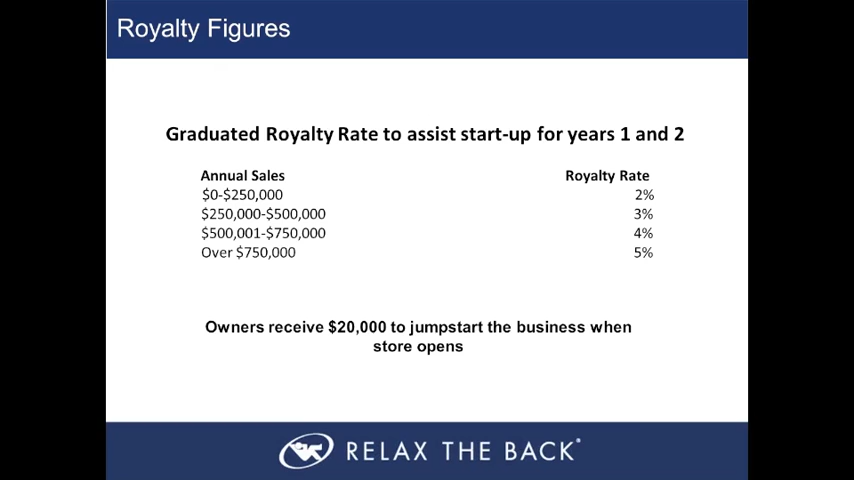 Royalty Figures
Graduated Royalty Rate to assist start-up for years 1 and 2
Annual Sales Royalty Rate
$0-$250,000 2%
$250,000-$500,000 3%
$500,001-$750,000 4%
Over $750,000 5%
Owners receive $20,000 to jumpstart the business when
store opens
RELAX THE BACK®